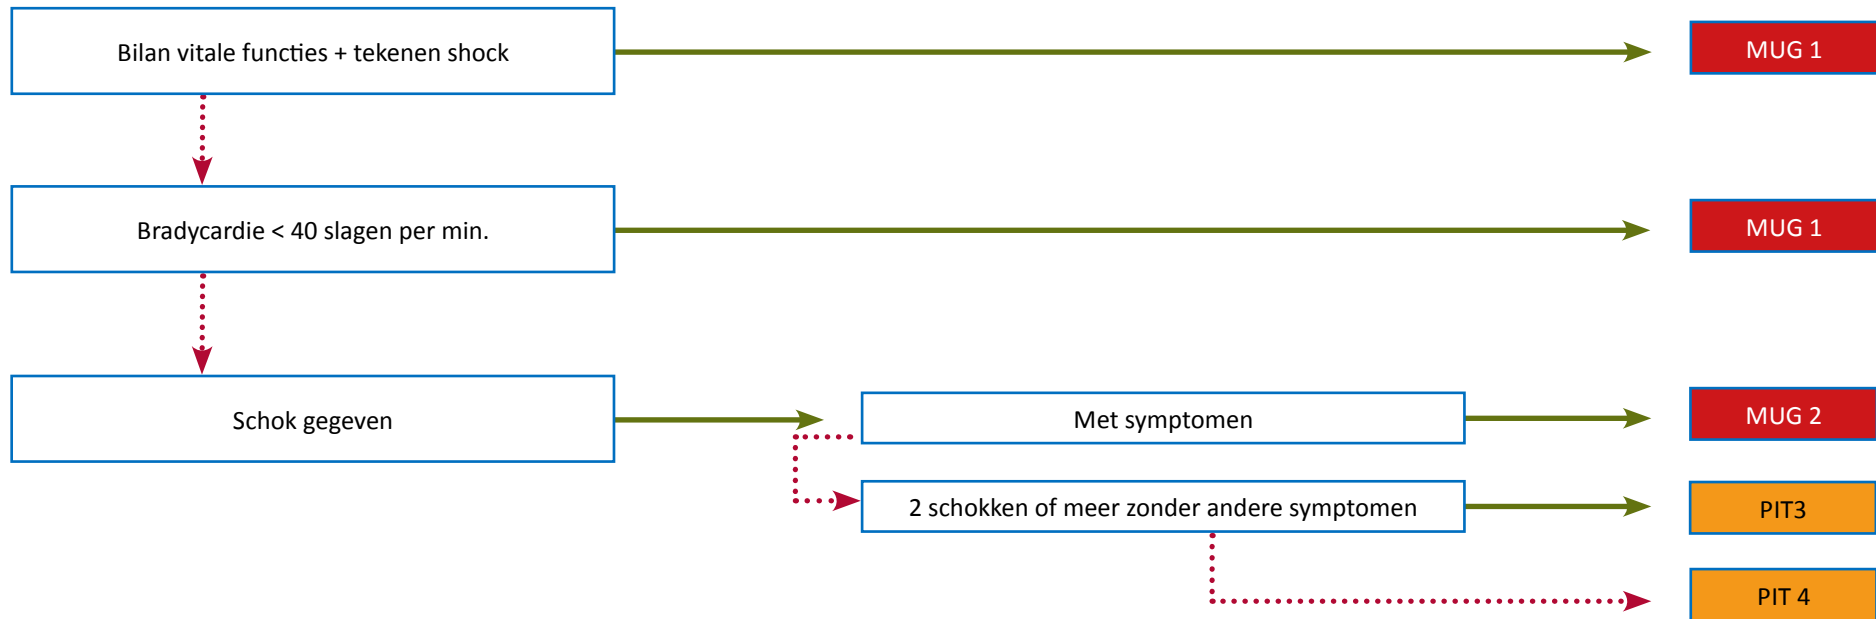 Bilan vitale functies + tekenen shock
MUG 1
Bradycardie < 40 slagen per min.
MUG 1
Schok gegeven
Met symptomen
MUG 2
2 schokken of meer zonder andere symptomen
PIT3
PIT 4